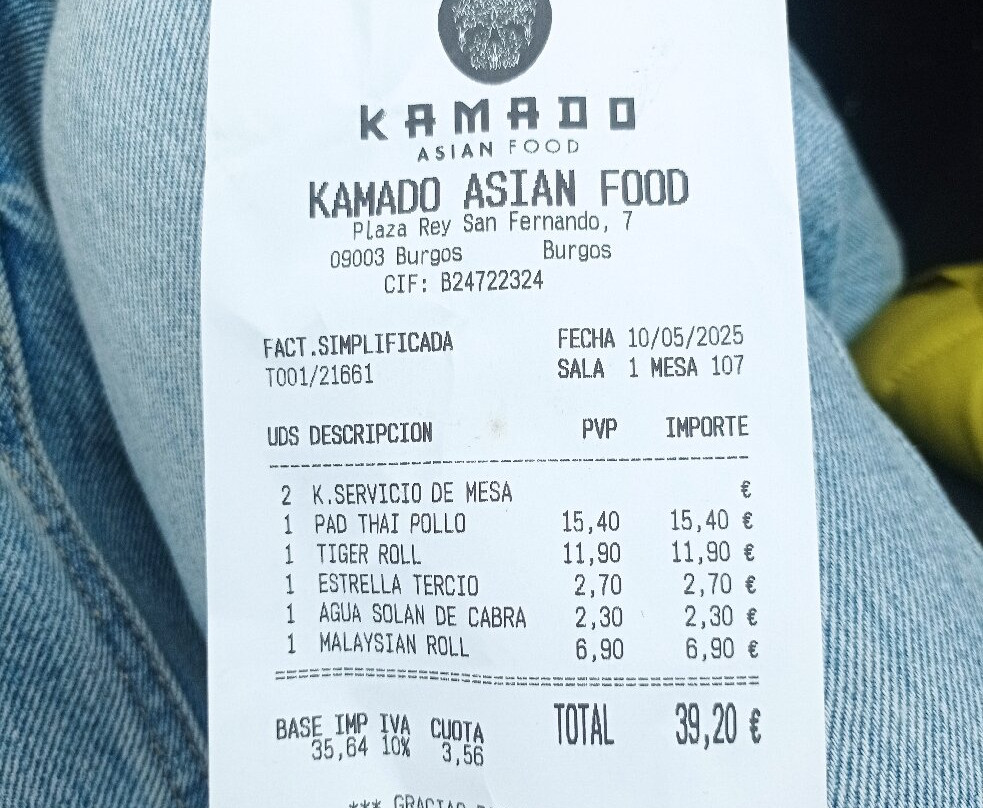 KAMADO
ASIAN FOOD
KAMADO ASIAN FOOD
Plaza Rey San Fernando, 7
09003 Burgos Burgos
CIF: B24722324
FACT.SIMPLIFICADA FECHA 10/05/2025
T001/21661 SALA 1 MESA 107
UDS DESCRIPCION PVP IMPORTE
2 K.SERVICIO DE MESA €
1 PAD THAI POLLO 15,40 15,40 €
1 TIGER ROLL 11,90 11,90 €
1 ESTRELLA TERCIO 2,70 2,70 €
1 AGUA SOLAN DE CABRA 2,30 2,30 €
1 MALAYSIAN ROLL 6,90 6,90 €
BASE IMP IVA CUOTA TOTAL 39,20 €
35,64 10% 3,56
***